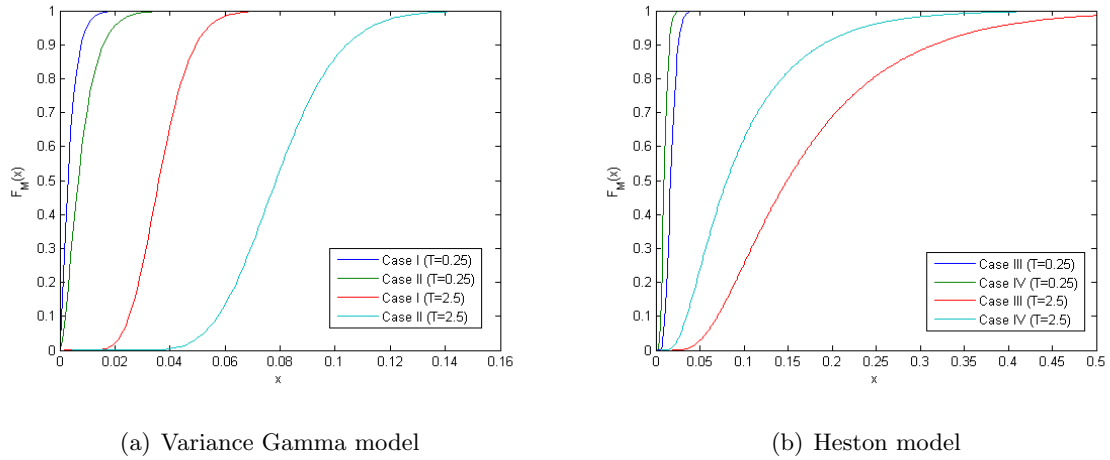 1
0.9
0.8
0.7
0.6
0.5
0.4
0.3
0.2
0.1
0
F_M(x)
0 0.02 0.04 0.06 0.08 0.1 0.12 0.14 0.16
x
Case I (T=0.25)
Case II (T=0.25)
Case I (T=2.5)
Case II (T=2.5)
(a) Variance Gamma model
1
0.9
0.8
0.7
0.6
0.5
0.4
0.3
0.2
0.1
0
F_M(x)
0 0.05 0.1 0.15 0.2 0.25 0.3 0.35 0.4 0.45 0.5
x
Case III (T=0.25)
Case IV (T=0.25)
Case III (T=2.5)
Case IV (T=2.5)
(b) Heston model